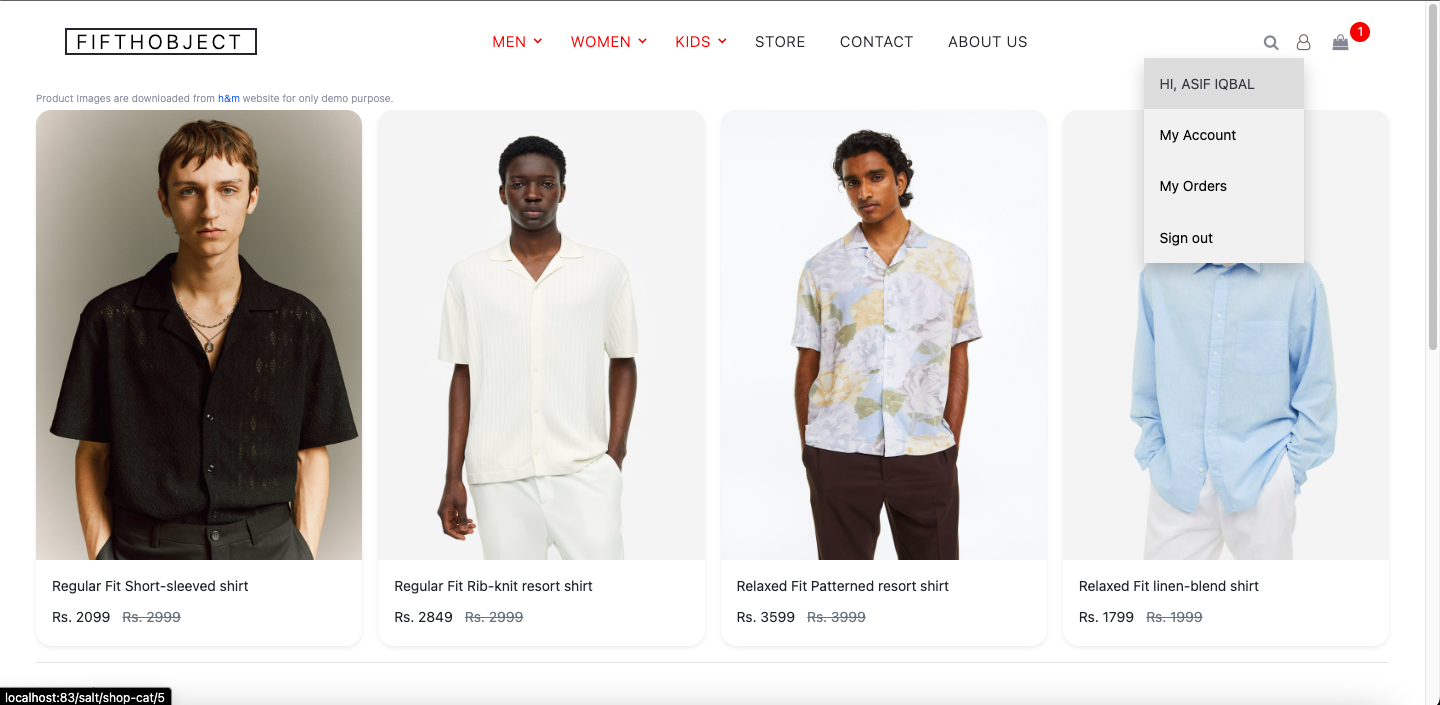 FIFTHOBJECT
MEN WOMEN KIDS STORE CONTACT ABOUT US
1
HI, ASIF IQBAL
My Account
My Orders
Sign out
Product images are downloaded from h&m website for only demo purpose.
Regular Fit Short-sleeved shirt
Rs. 2099 Rs. 2999
Regular Fit Rib-knit resort shirt
Rs. 2849 Rs. 2999
Relaxed Fit Patterned resort shirt
Rs. 3599 Rs. 3999
Relaxed Fit linen-blend shirt
Rs. 1799 Rs. 1999
localhost:83/salt/shop-cat/5